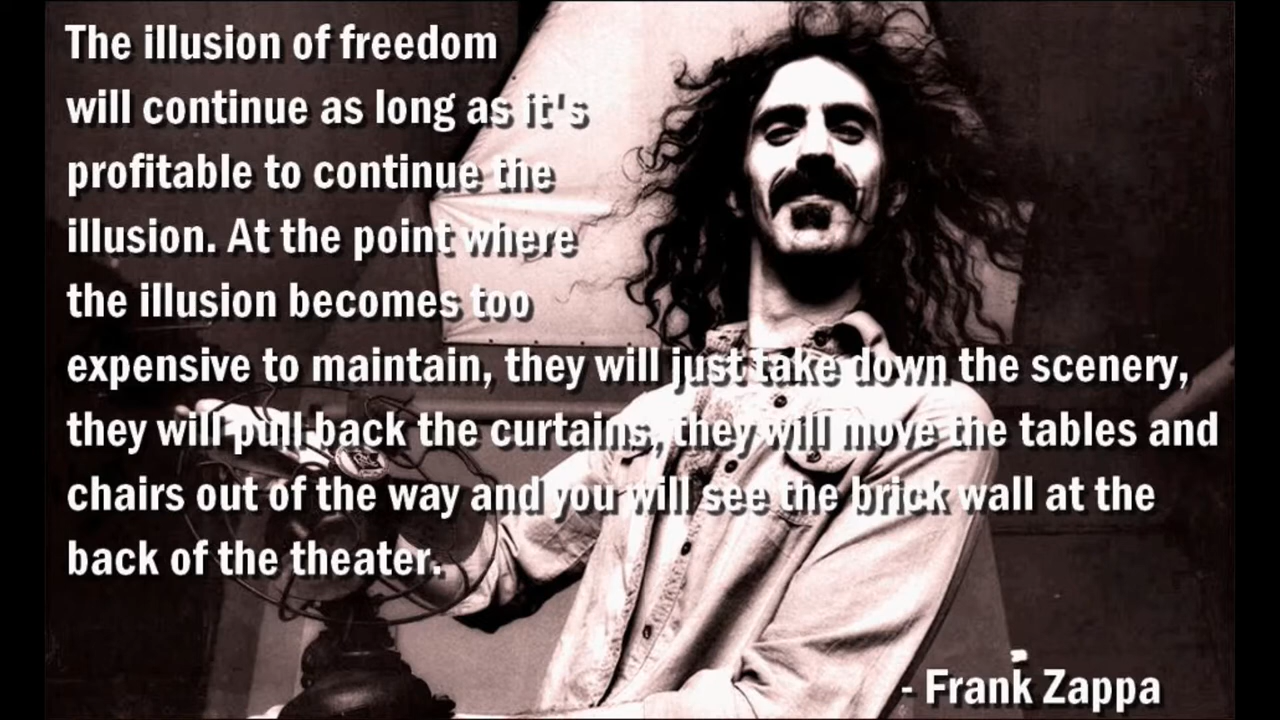 The illusion of freedom
will continue as long as it's
profitable to continue the
illusion. At the point where
the illusion becomes too
expensive to maintain, they will just take down the scenery,
they will pull back the curtains, they will move the tables and
chairs out of the way and you will see the brick wall at the
back of the theater.
- Frank Zappa